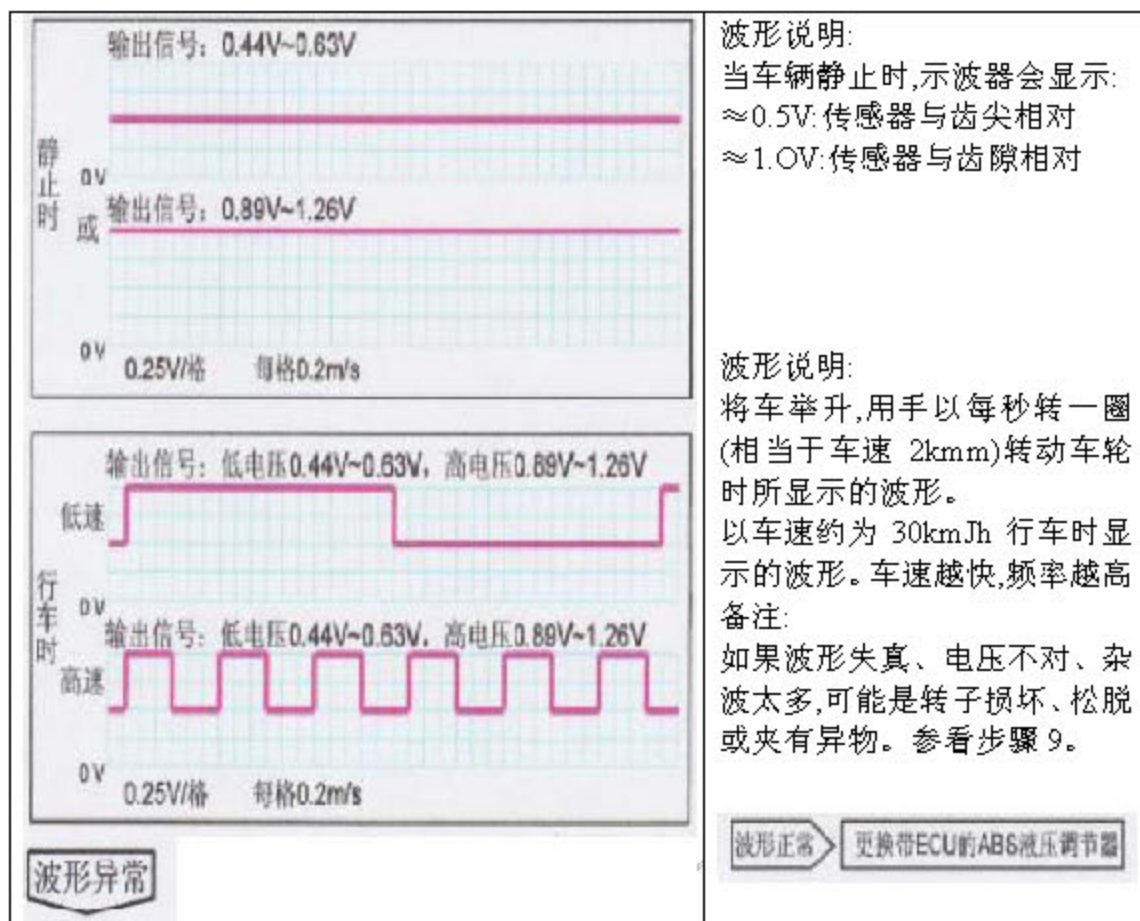 输出信号：0.44V~0.63V
静止时
0V
或
输出信号：0.89V~1.26V
0V
0.25V/格 每格0.2m/s
输出信号：低电压0.44V~0.63V，高电压0.89V~1.26V
低速
行车时
0V
输出信号：低电压0.44V~0.63V，高电压0.89V~1.26V
高速
0V
0.25V/格 每格0.2m/s
波形异常
波形说明:
当车辆静止时,示波器会显示:
≈0.5V:传感器与齿尖相对
≈1.OV:传感器与齿隙相对
波形说明:
将车举升,用手以每秒转一圈
(相当于车速 2kmm)转动车轮
时所显示的波形。
以车速约为 30kmJh 行车时显
示的波形。车速越快,频率越高
备注:
如果波形失真、电压不对、杂
波太多,可能是转子损坏、松脱
或夹有异物。参看步骤9。
波形正常
更换带ECU的ABS液压调节器